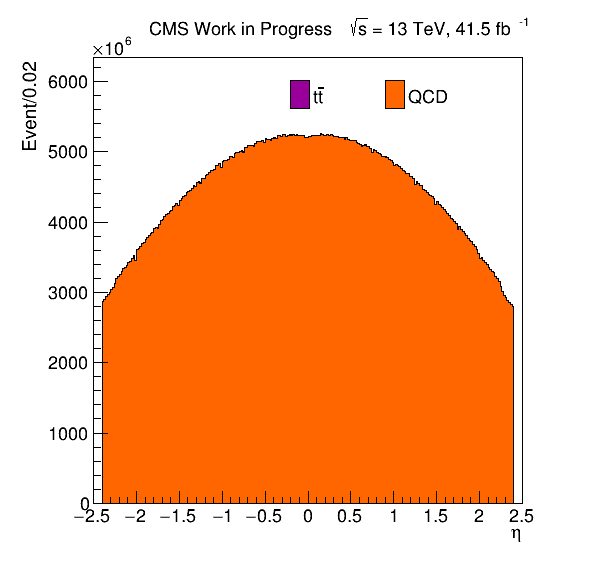 CMS Work in Progress √s = 13 TeV, 41.5 fb⁻¹
×10⁶
Event/0.02
tt̄
QCD
6000
5000
4000
3000
2000
1000
0
−2.5 −2 −1.5 −1 −0.5 0 0.5 1 1.5 2 2.5
η